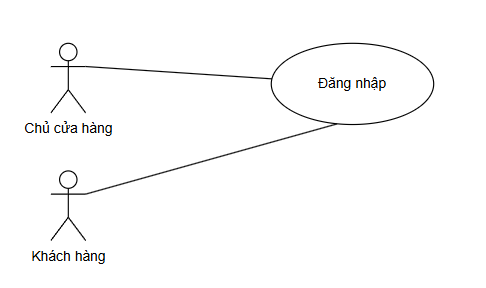 Đăng nhập
Chủ cửa hàng
Khách hàng